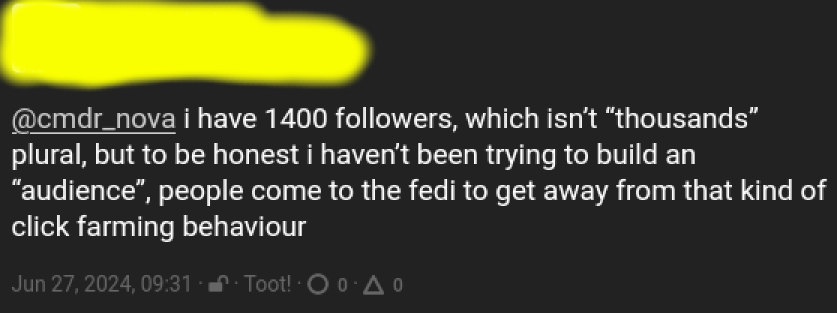 @cmdr_nova i have 1400 followers, which isn’t “thousands”
plural, but to be honest i haven’t been trying to build an
“audience”, people come to the fedi to get away from that kind of
click farming behaviour
Jun 27, 2024, 09:31 · · Toot! · 0 · 0